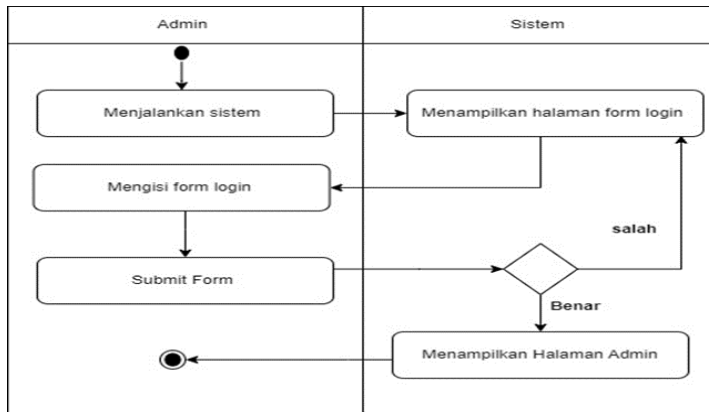 Admin
Sistem
Menjalankan sistem
Menampilkan halaman form login
Mengisi form login
salah
Submit Form
Benar
Menampilkan Halaman Admin